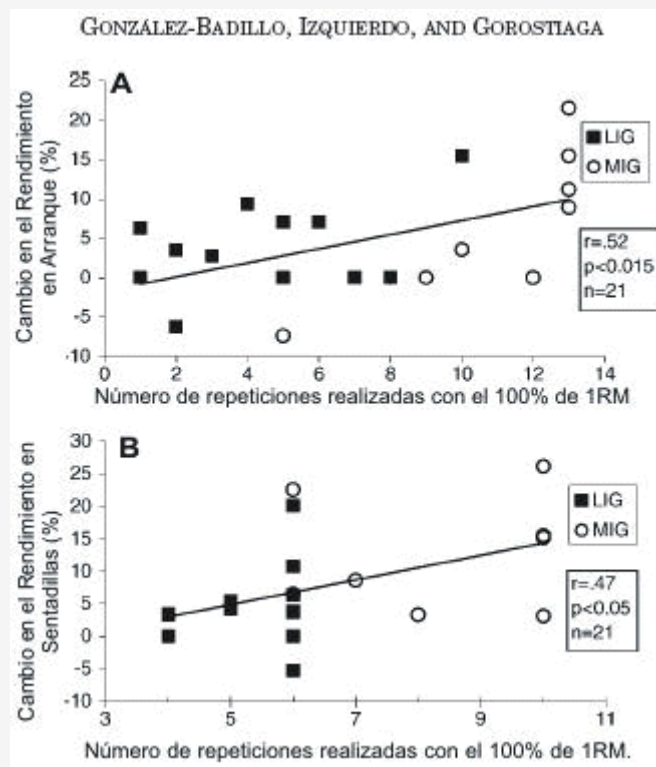 GONZÁLEZ-BADILLO, IZQUIERDO, AND GOROSTIAGA
A
Cambio en el Rendimiento
en Arranque (%)
25
20
15
10
5
0
-5
-10
0 2 4 6 8 10 12 14
LIG
MIG
r=.52
p<0.015
n=21
Número de repeticiones realizadas con el 100% de 1RM
B
Cambio en el Rendimiento en
Sentadillas (%)
30
25
20
15
10
5
0
-5
-10
3 5 7 9 11
LIG
MIG
r=.47
p<0.05
n=21
Número de repeticiones realizadas con el 100% de 1RM.